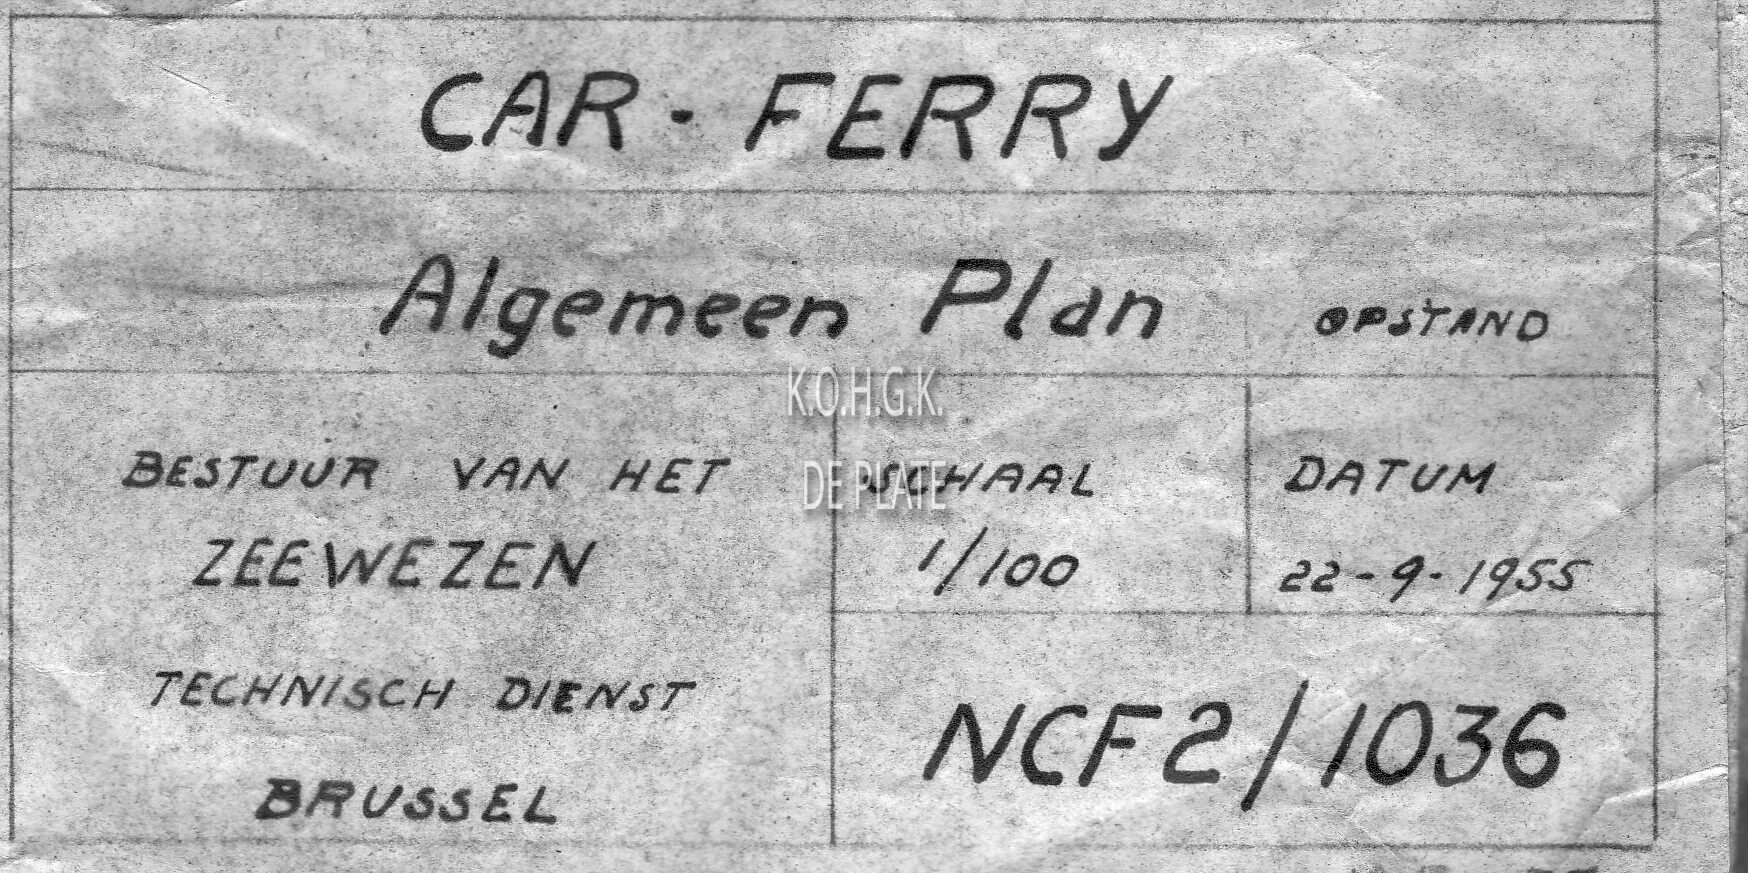 CAR - FERRY
Algemeen Plan OPSTAND
K.O.H.G.K.
DE PLATE
BESTUUR VAN HET
ZEEWEZEN
TECHNISCH DIENST
BRUSSEL
SCHAAL
1/100
DATUM
22-9-1955
NCF2/1036